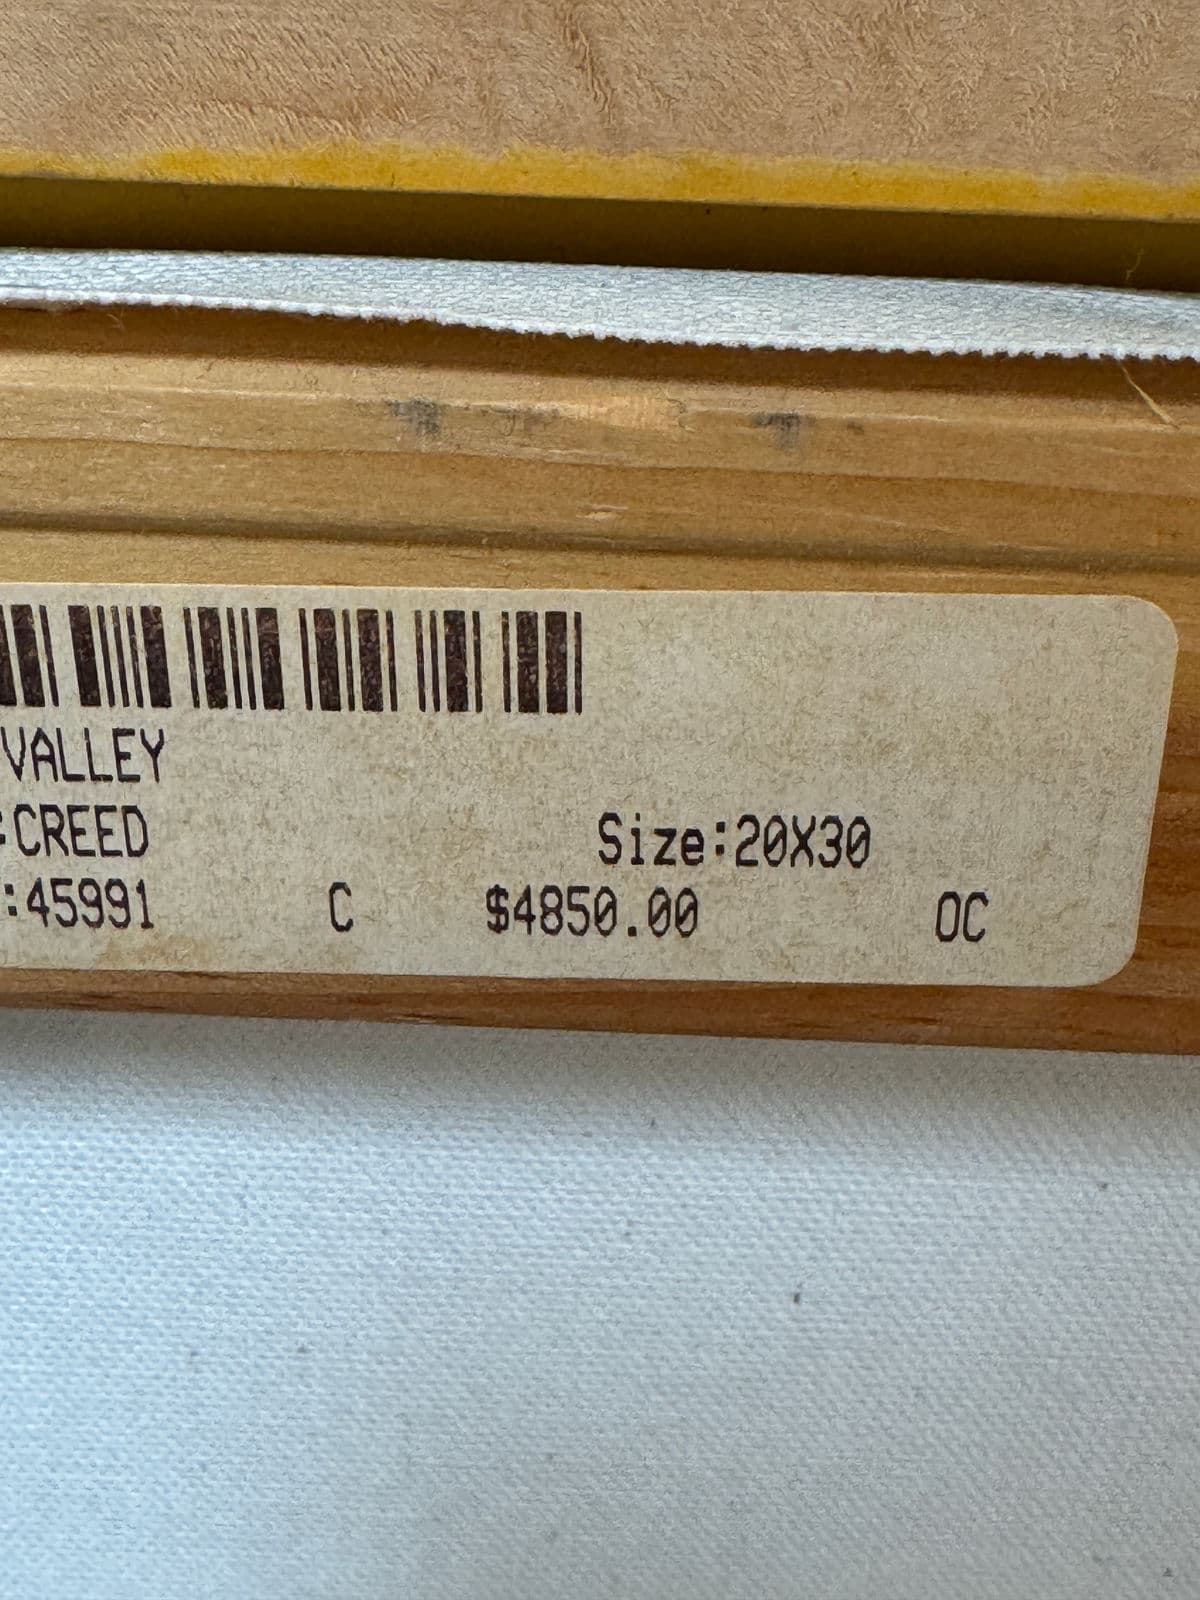 VALLEY
:CREED Size:20X30
:45991 C $4850.00 OC